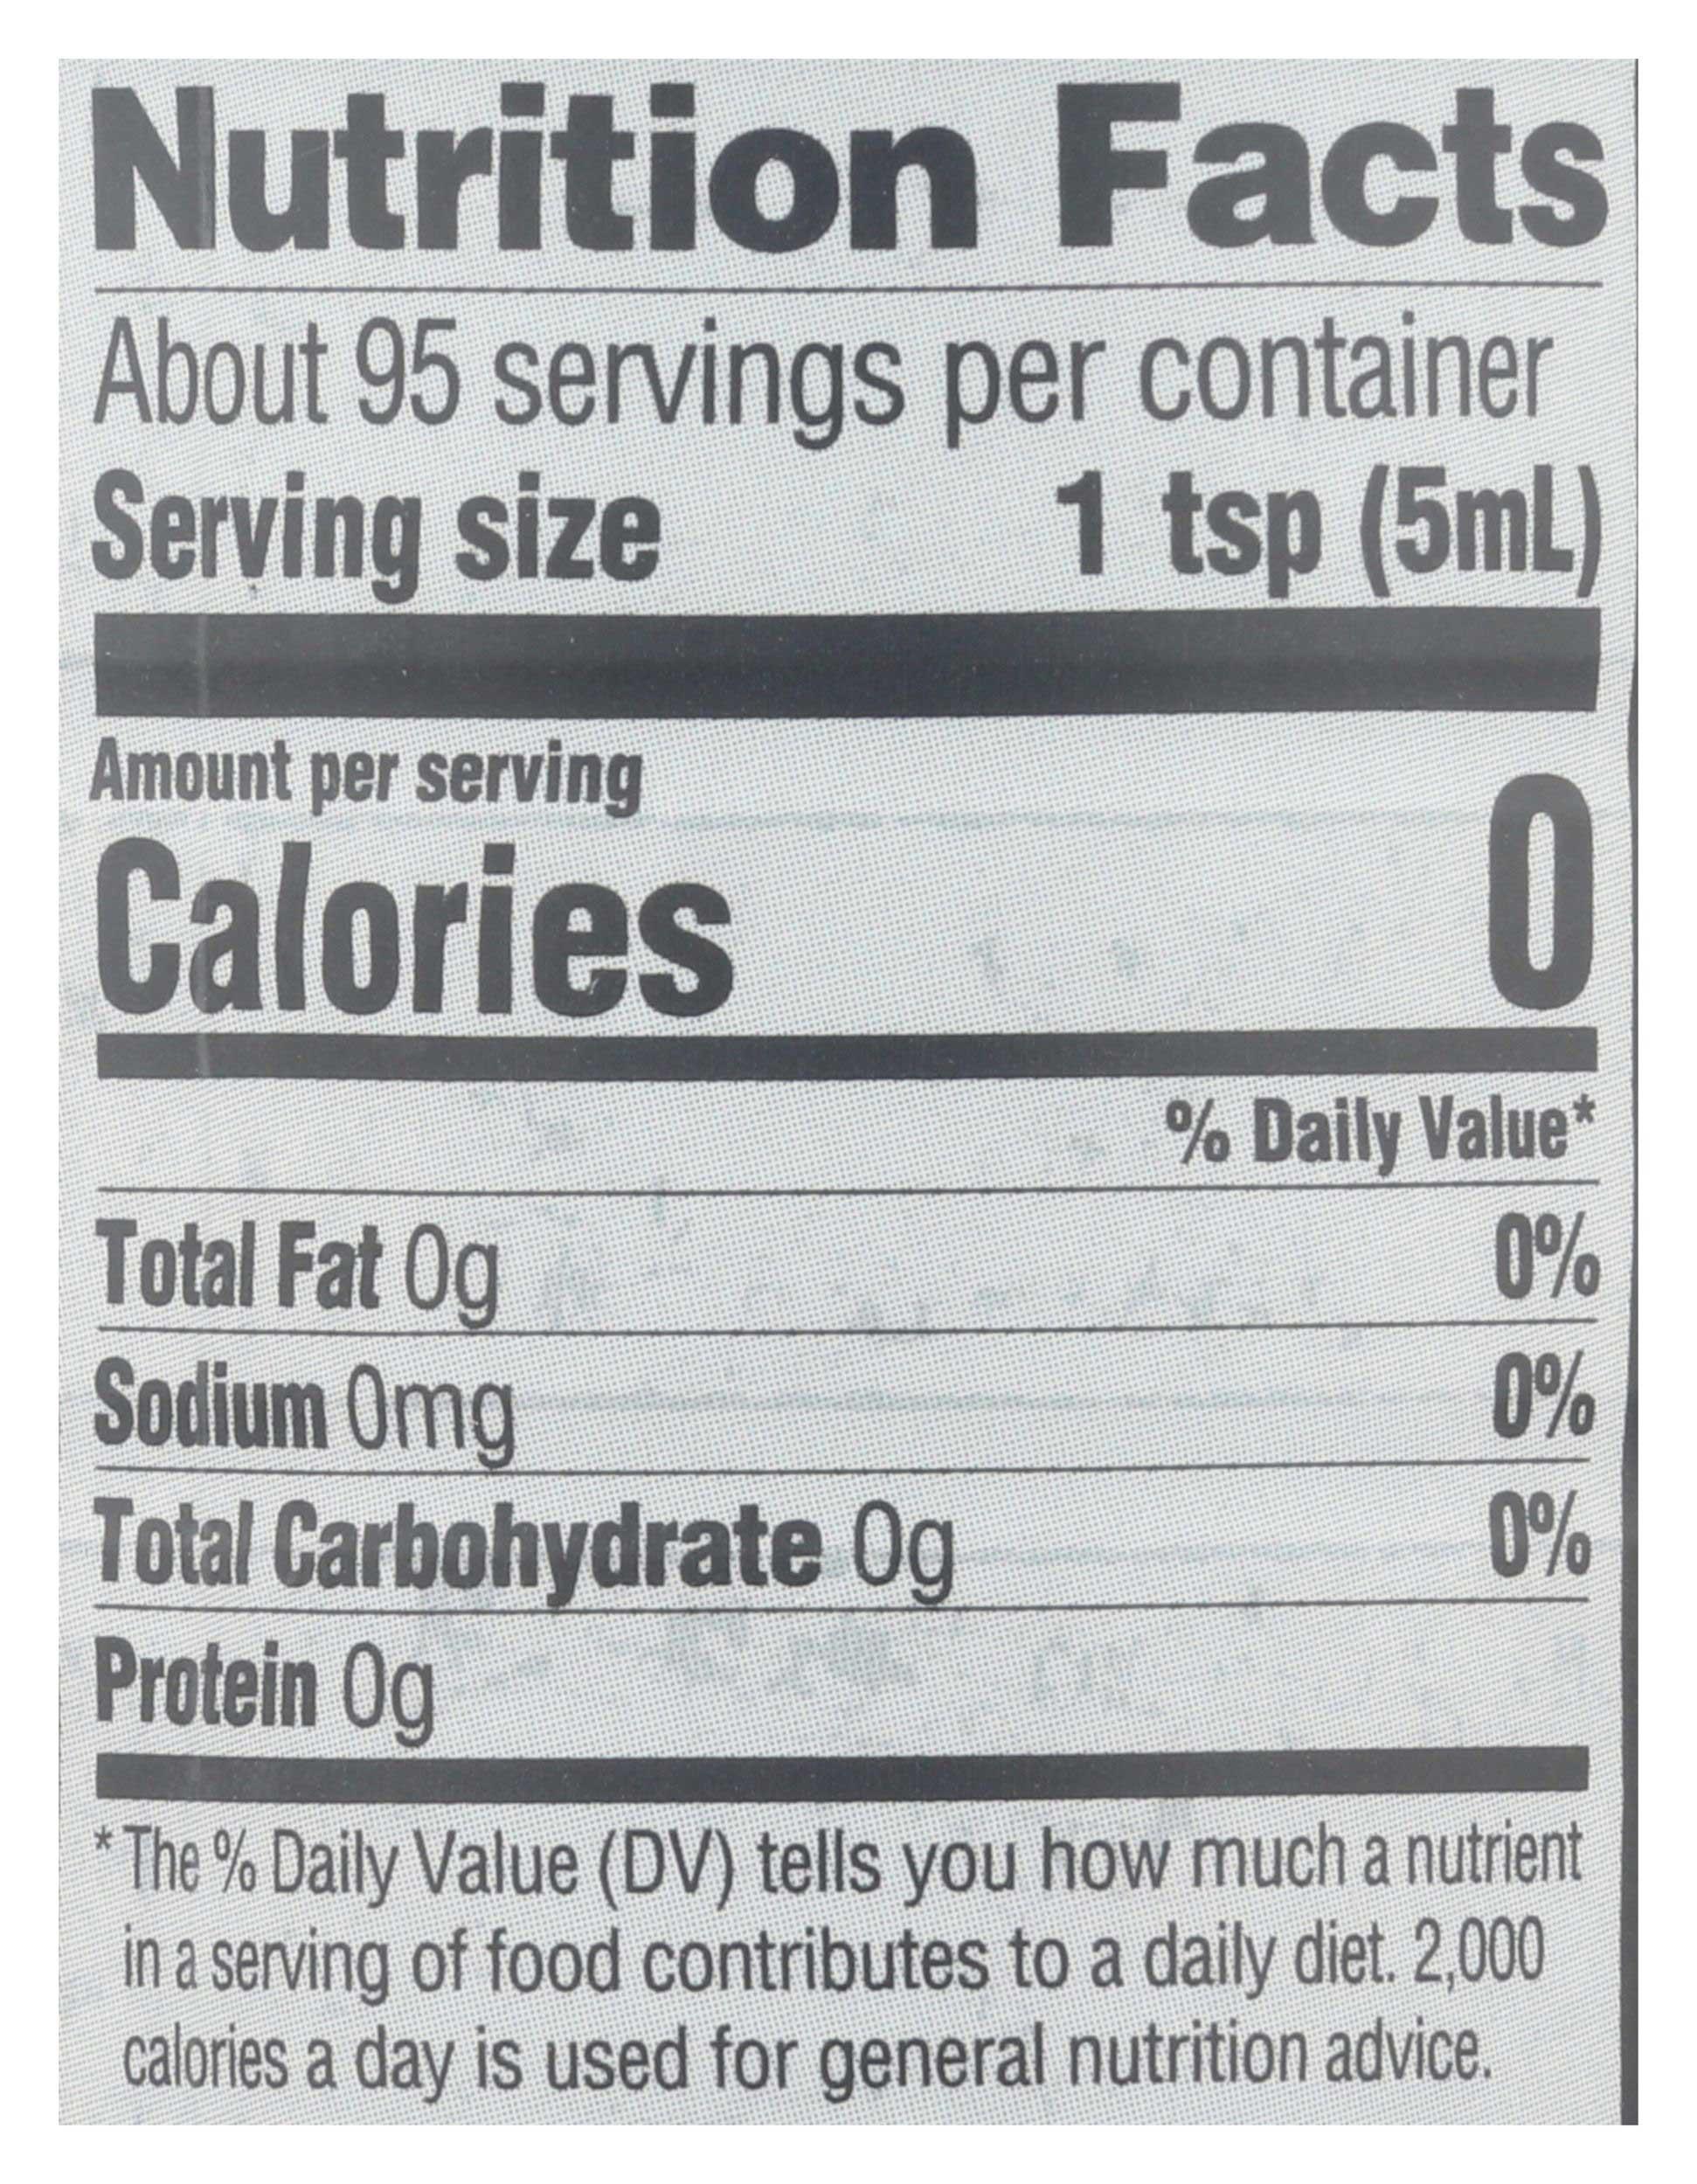 Nutrition Facts
About 95 servings per container
Serving size 1 tsp (5mL)
Amount per serving
Calories 0
% Daily Value*
Total Fat 0g 0%
Sodium 0mg 0%
Total Carbohydrate 0g 0%
Protein 0g
* The % Daily Value (DV) tells you how much a nutrient
in a serving of food contributes to a daily diet. 2,000
calories a day is used for general nutrition advice.